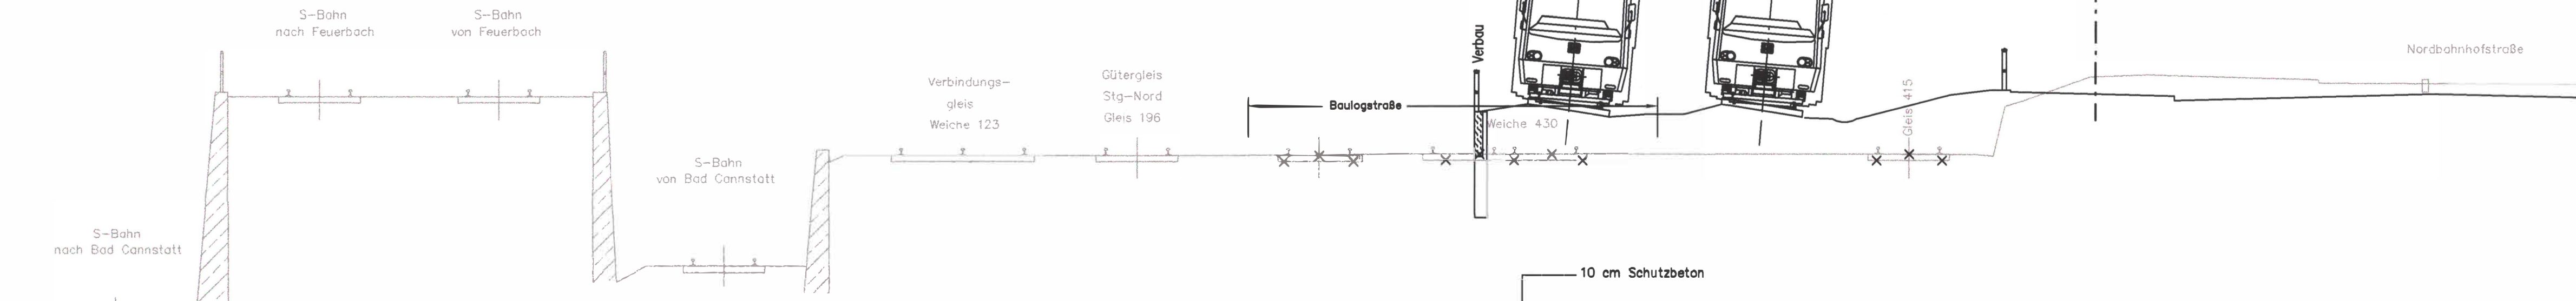 S-Bahn
nach Feuerbach
S-Bahn
von Feuerbach
S-Bahn
nach Bad Cannstatt
S-Bahn
von Bad Cannstatt
Verbindungs-
gleis
Weiche 123
Gütergleis
Stg-Nord
Gleis 196
Baulogstraße
Verbau
Weiche 430
10 cm Schutzbeton
Gleis 415
Nordbahnhofstraße